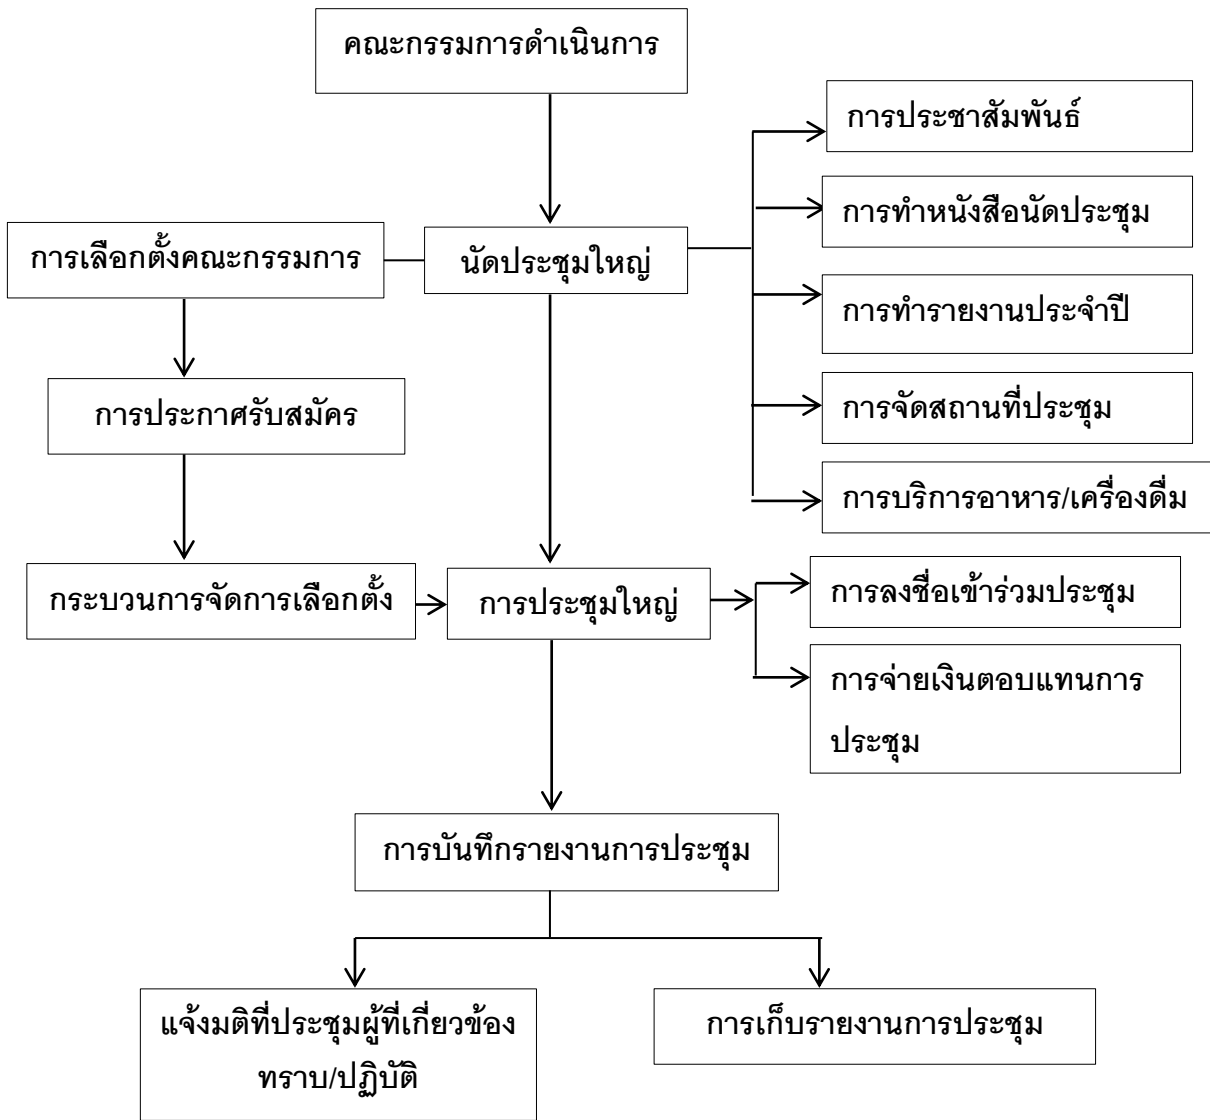 คณะกรรมการดำเนินการ
การประชาสัมพันธ์
การทำหนังสือนัดประชุม
การเลือกตั้งคณะกรรมการ
นัดประชุมใหญ่
การทำรายงานประจำปี
การประกาศรับสมัคร
การจัดสถานที่ประชุม
การบริการอาหาร/เครื่องดื่ม
กระบวนการจัดการเลือกตั้ง
การประชุมใหญ่
การลงชื่อเข้าร่วมประชุม
การจ่ายเงินตอบแทนการ
ประชุม
การบันทึกรายงานการประชุม
แจ้งมติที่ประชุมผู้ที่เกี่ยวข้อง
ทราบ/ปฏิบัติ
การเก็บรายงานการประชุม